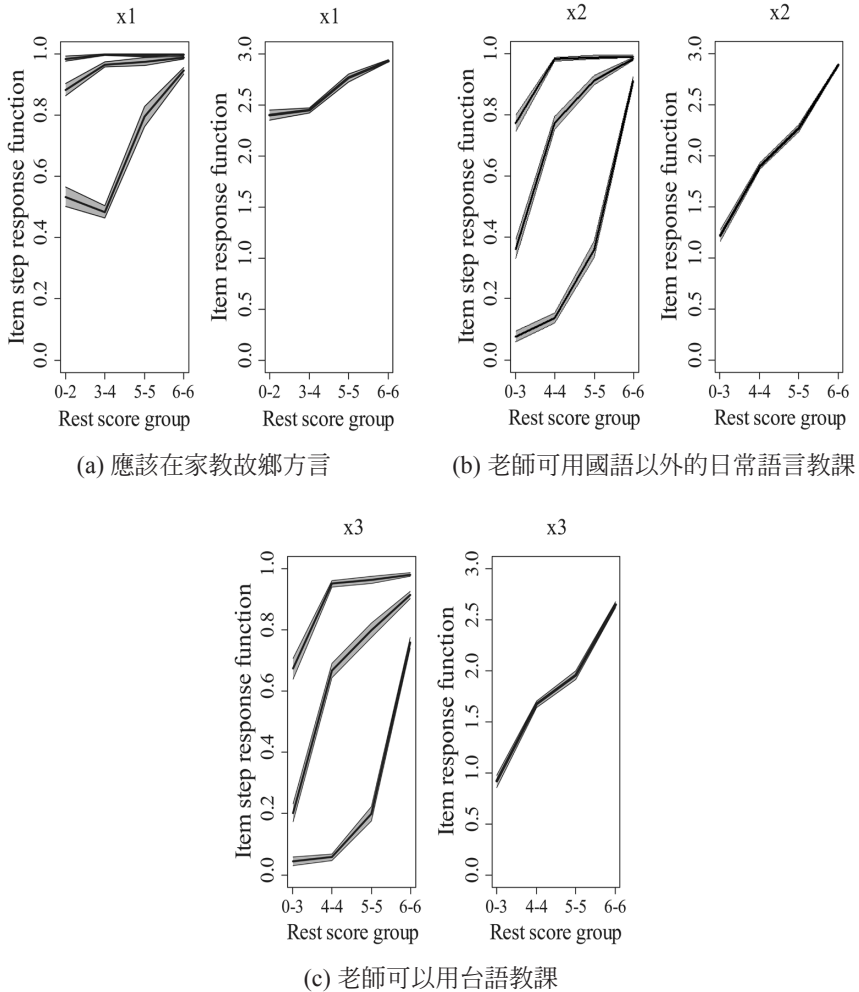 x1
x1
x2
x2
Item step response function
0.0 0.2 0.4 0.6 0.8 1.0
0-2 3-4 5-5 6-6
Rest score group
Item response function
0.0 0.5 1.0 1.5 2.0 2.5 3.0
0-2 3-4 5-5 6-6
Rest score group
Item step response function
0.0 0.2 0.4 0.6 0.8 1.0
0-3 4-4 5-5 6-6
Rest score group
Item response function
0.0 0.5 1.0 1.5 2.0 2.5 3.0
0-3 4-4 5-5 6-6
Rest score group
(a) 應該在家教故鄉方言
(b) 老師可用國語以外的日常語言教課
x3
x3
Item step response function
0.0 0.2 0.4 0.6 0.8 1.0
0-3 4-4 5-5 6-6
Rest score group
Item response function
0.0 0.5 1.0 1.5 2.0 2.5 3.0
0-3 4-4 5-5 6-6
Rest score group
(c) 老師可以用台語教課